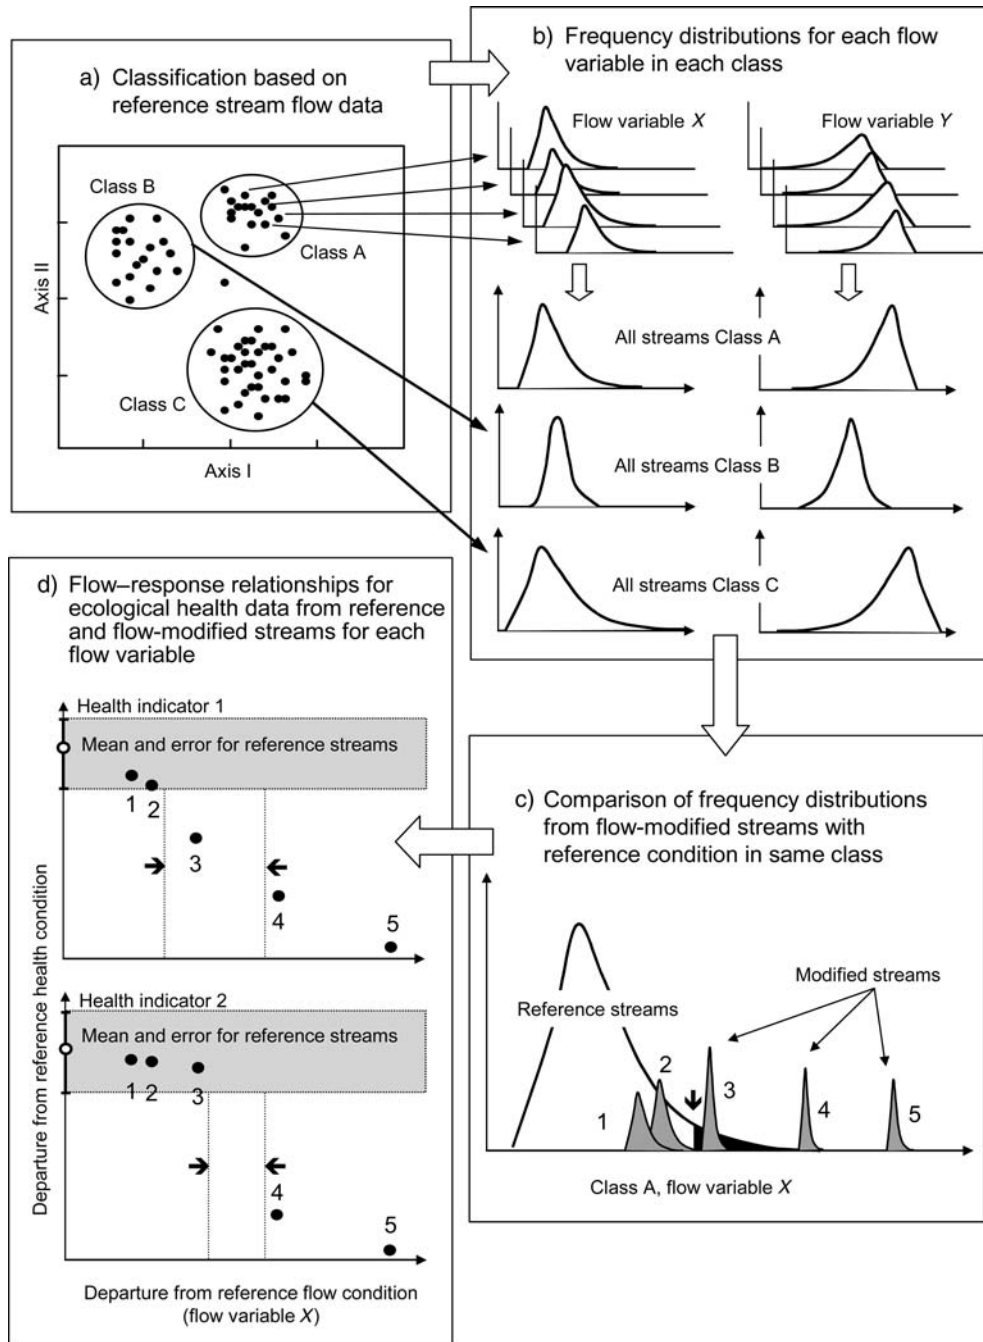 a) Classification based on
reference stream flow data
Class B
Class A
Class C
Axis II
Axis I
b) Frequency distributions for each flow
variable in each class
Flow variable X
Flow variable Y
All streams Class A
All streams Class B
All streams Class C
c) Comparison of frequency distributions
from flow-modified streams with
reference condition in same class
Modified streams
Reference streams
1
2
3
4
5
Class A, flow variable X
d) Flow–response relationships for
ecological health data from reference
and flow-modified streams for each
flow variable
Health indicator 1
Mean and error for reference streams
1
2
3
4
5
Health indicator 2
Mean and error for reference streams
1
2
3
4
5
Departure from reference health condition
Departure from reference flow condition
(flow variable X)